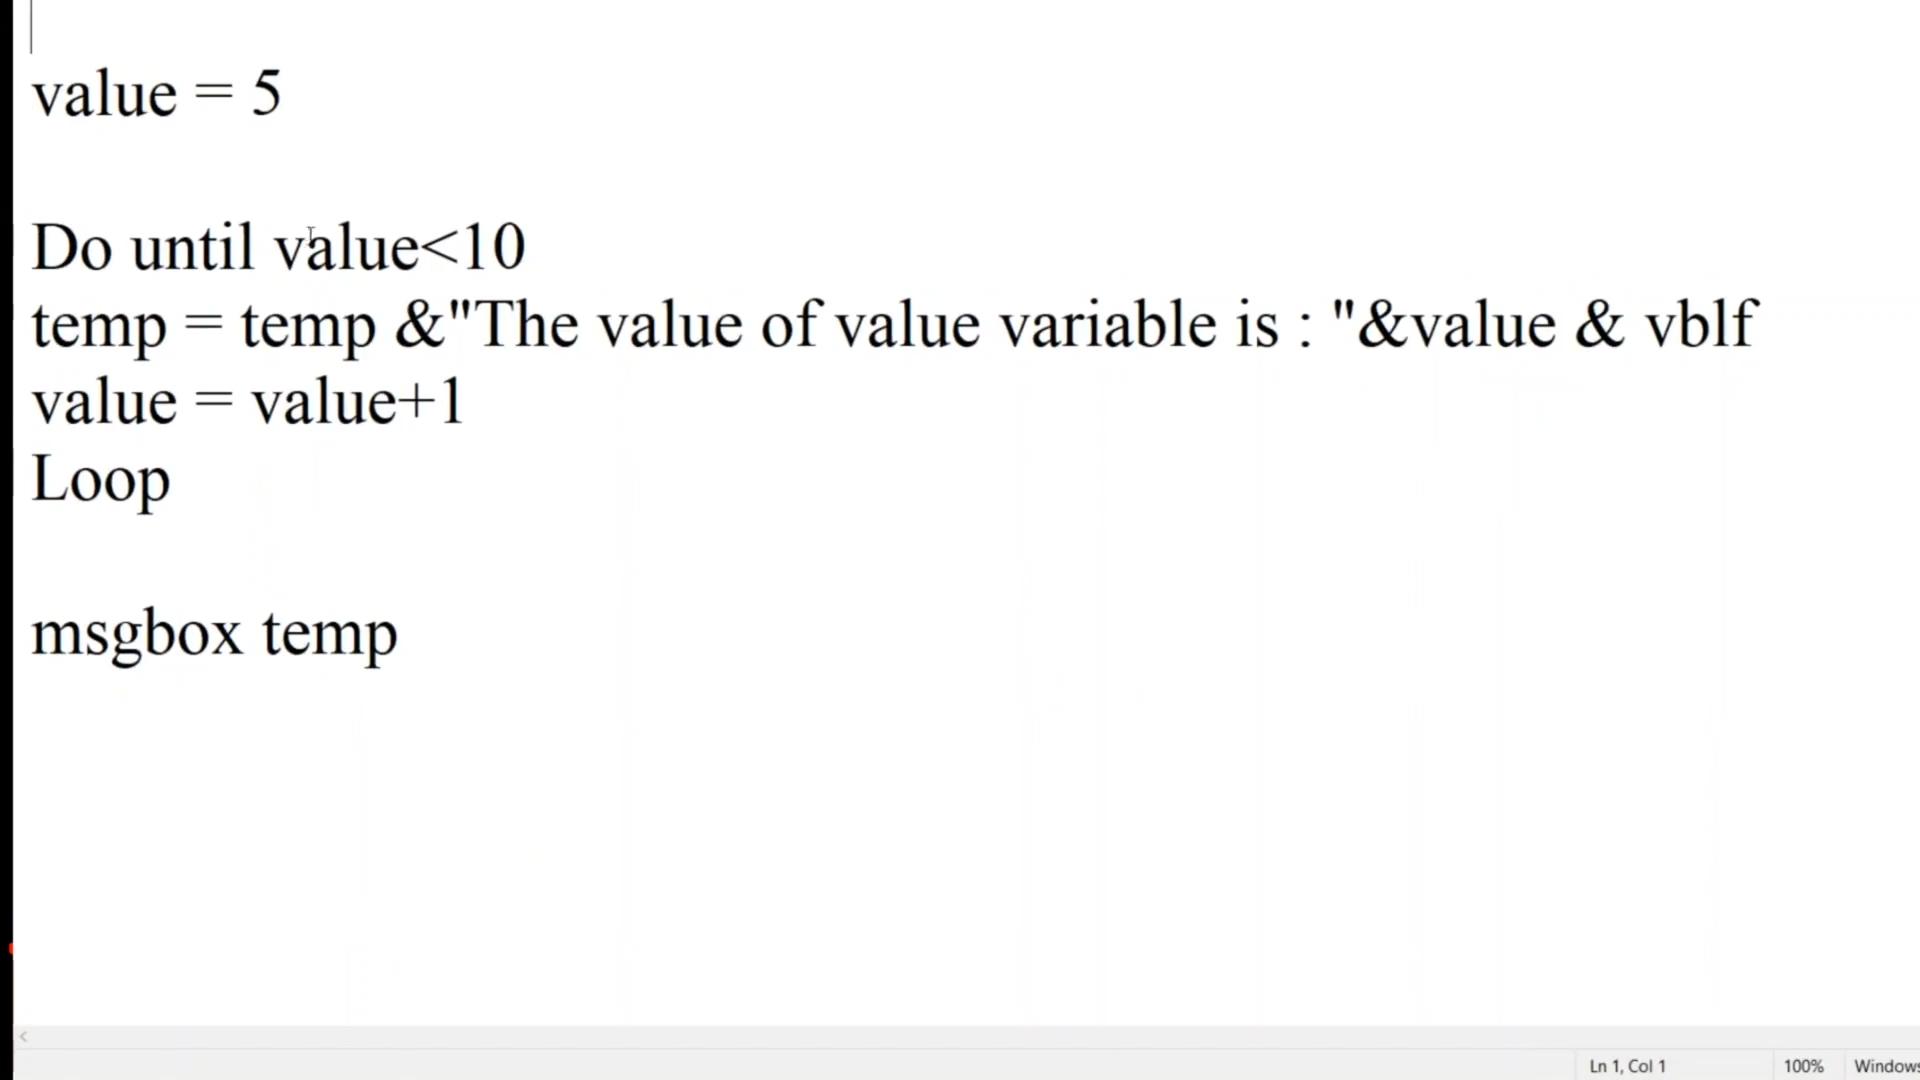 value = 5
Do until value<10
temp = temp &"The value of value variable is : "&value & vblf
value = value+1
Loop
msgbox temp
Ln 1, Col 1
100%
Windows